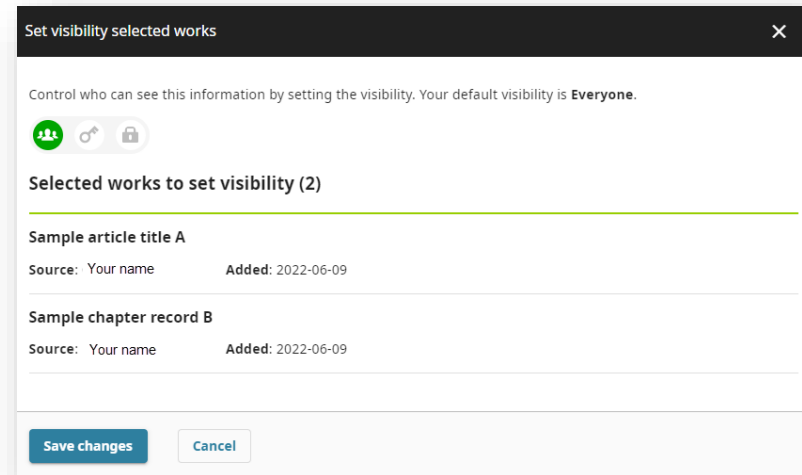 Set visibility selected works
Control who can see this information by setting the visibility. Your default visibility is Everyone.
Selected works to set visibility (2)
Sample article title A
Source: Your name Added: 2022-06-09
Sample chapter record B
Source: Your name Added: 2022-06-09
Save changes Cancel